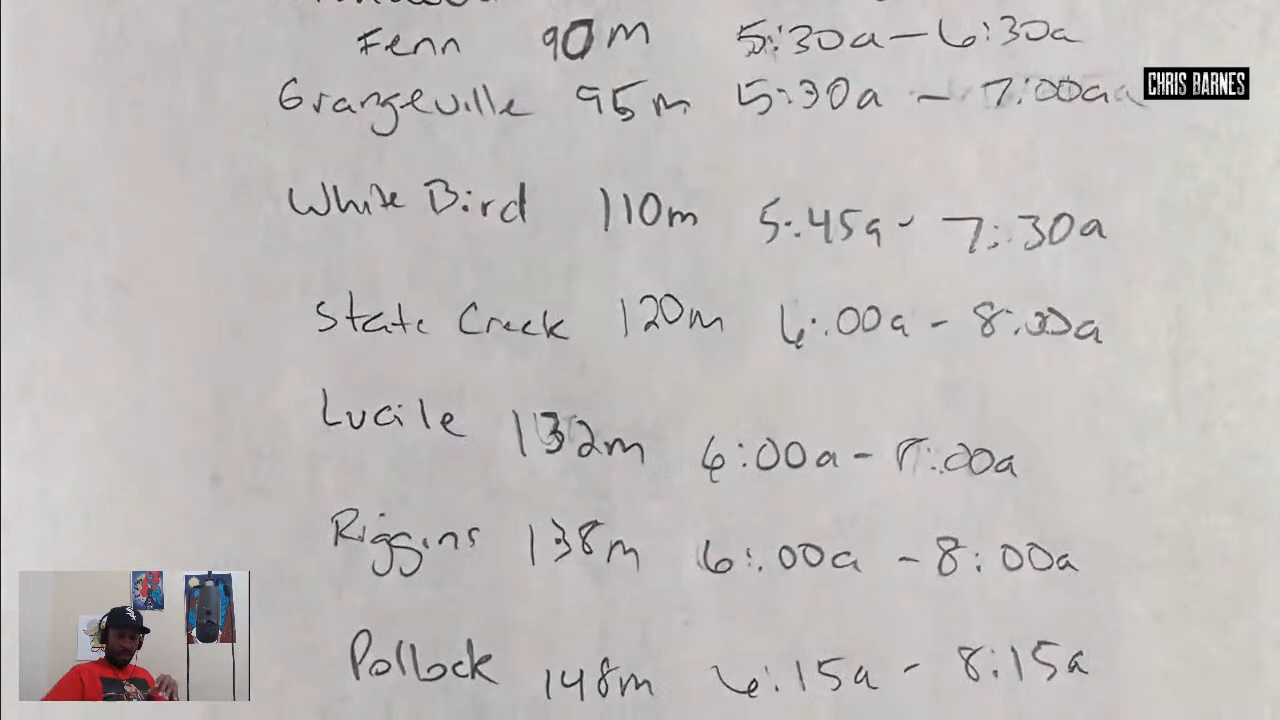 Fenn 90m 5:30a - 6:30a
Grangeville 95m 5:30a - 7:00a
CHRIS BARNES
White Bird 110m 5:45a - 7:30a
State Creek 120m 6:00a - 8:00a
Lucile 132m 6:00a - :00a
Riggins 138m 6:00a - 8:00a
Pollock 148m 6:15a - 8:15a